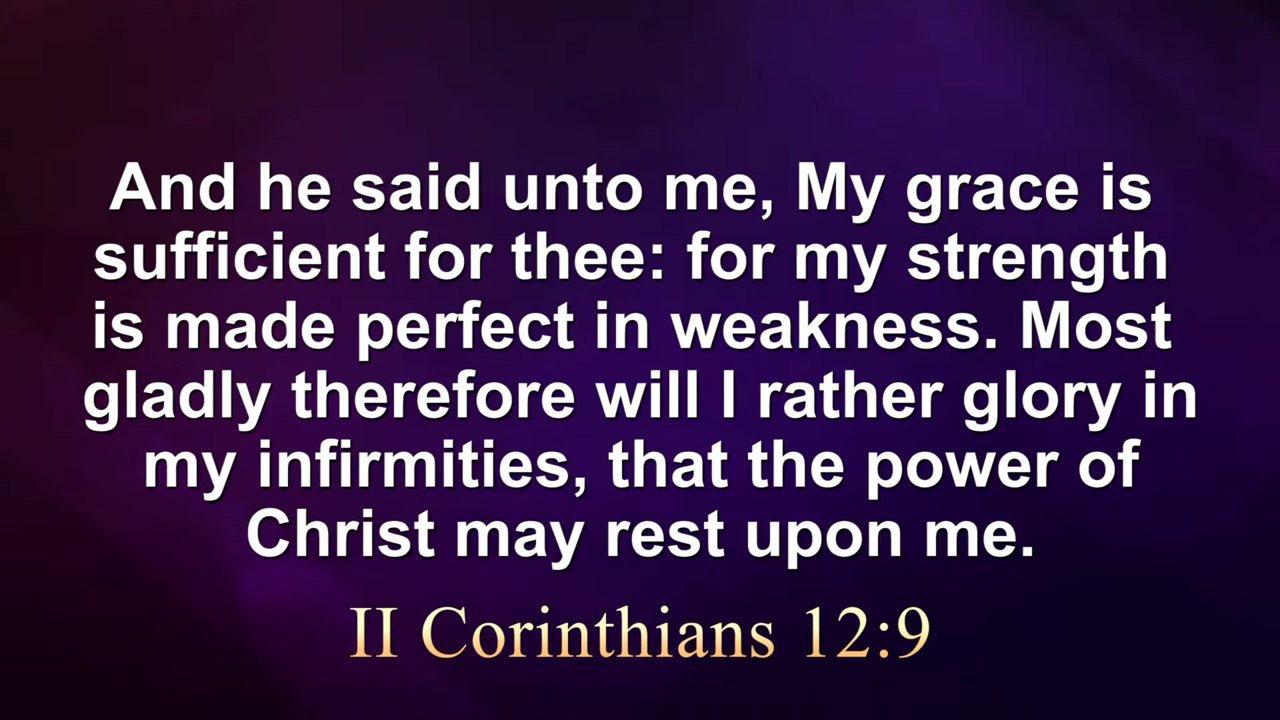 And he said unto me, My grace is
sufficient for thee: for my strength
is made perfect in weakness. Most
gladly therefore will I rather glory in
my infirmities, that the power of
Christ may rest upon me.
II Corinthians 12:9